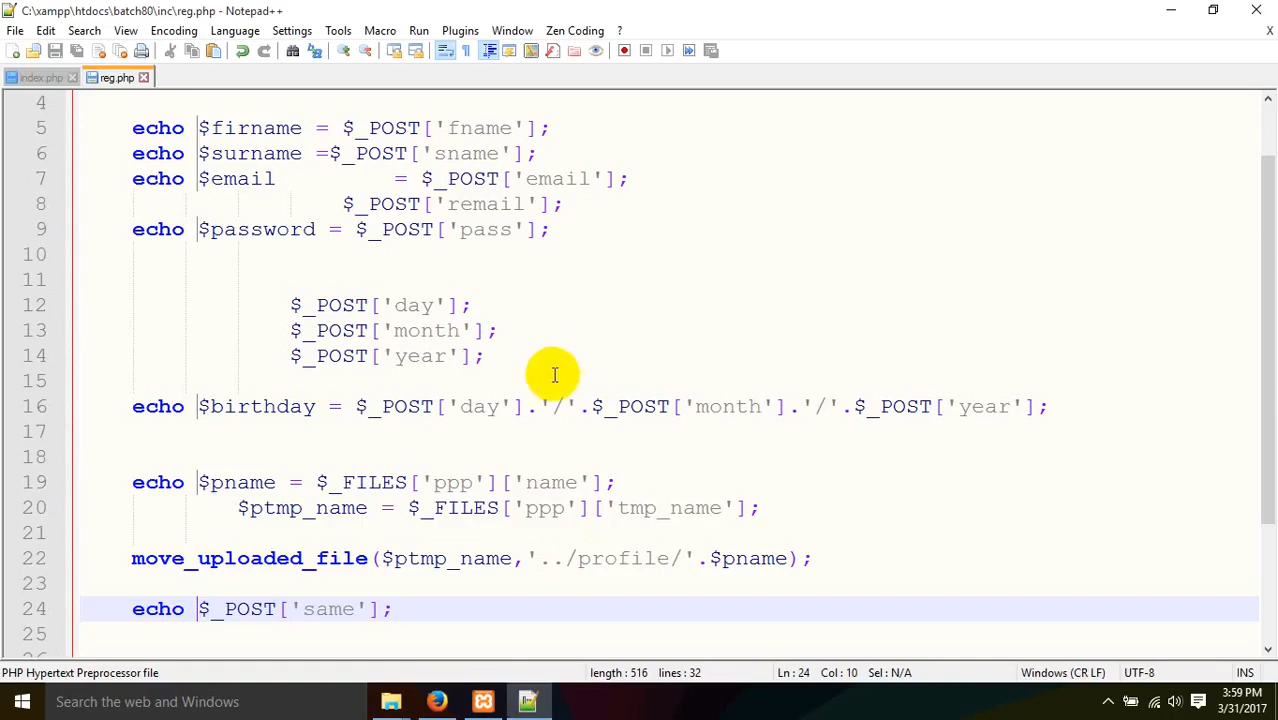 C:\xampp\htdocs\batch80\inc\reg.php - Notepad++
File Edit Search View Encoding Language Settings Tools Macro Run Plugins Window Zen Coding ? X
index.php reg.php
4
5 echo $firname = $_POST['fname'];
6 echo $surname =$_POST['sname'];
7 echo $email = $_POST['email'];
8 $_POST['remail'];
9 echo $password = $_POST['pass'];
10
11
12 $_POST['day'];
13 $_POST['month'];
14 $_POST['year'];
15
16 echo $birthday = $_POST['day'].'/'.$_POST['month'].'/'.$_POST['year'];
17
18
19 echo $pname = $_FILES['ppp']['name'];
20 $ptmp_name = $_FILES['ppp']['tmp_name'];
21
22 move_uploaded_file($ptmp_name,'../profile/'.$pname);
23
24 echo $_POST['same'];
25
PHP Hypertext Preprocessor file length : 516 lines : 32 Ln : 24 Col : 10 Sel : N/A Windows (CR LF) UTF-8 INS
Search the web and Windows
3:59 PM
3/31/2017